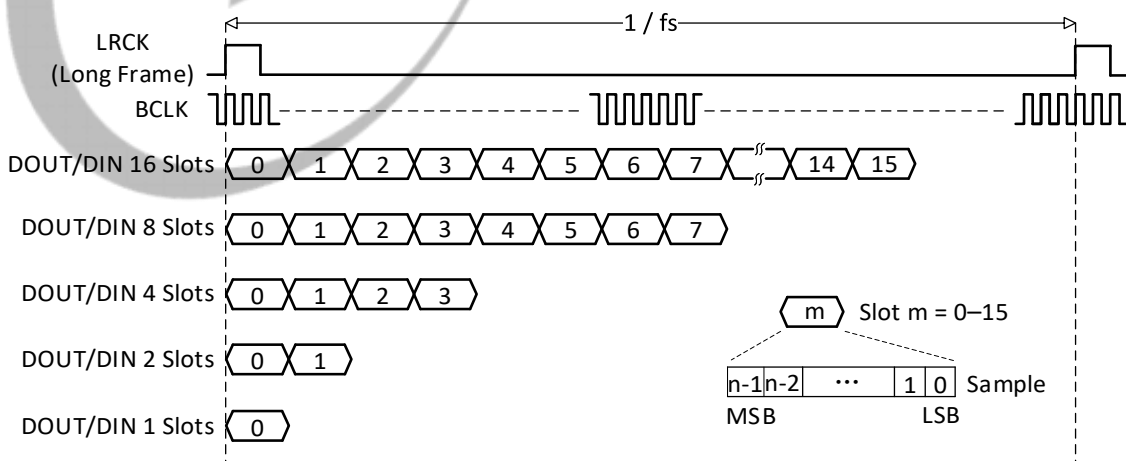 1 / fs
LRCK
(Long Frame)
BCLK
DOUT/DIN 16 Slots 0 1 2 3 4 5 6 7 14 15
DOUT/DIN 8 Slots 0 1 2 3 4 5 6 7
DOUT/DIN 4 Slots 0 1 2 3
m Slot m = 0–15
DOUT/DIN 2 Slots 0 1
n-1 n-2 ••• 1 0 Sample
MSB LSB
DOUT/DIN 1 Slots 0